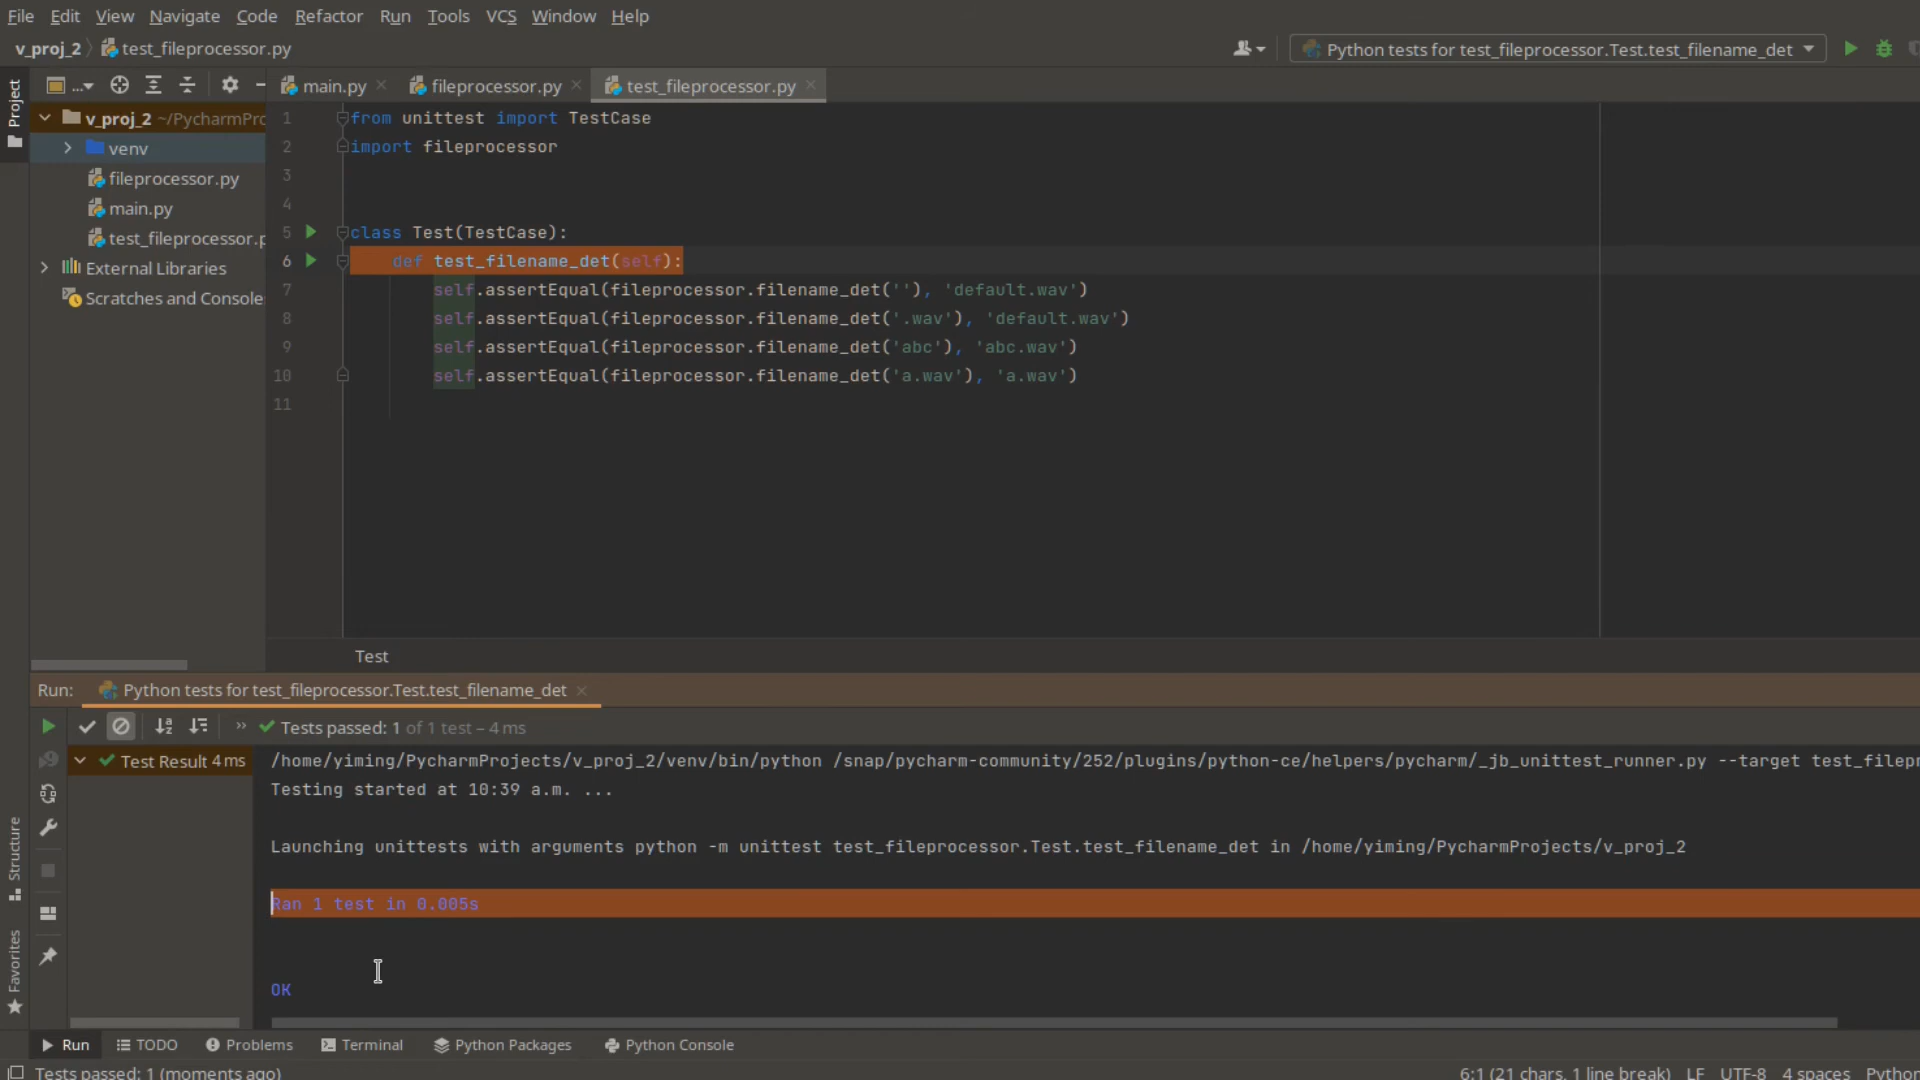 File Edit View Navigate Code Refactor Run Tools VCS Window Help
v_proj_2 test_fileprocessor.py
Python tests for test_fileprocessor.Test.test_filename_det
Project
...
main.py fileprocessor.py test_fileprocessor.py
v_proj_2 ~/PycharmPro
venv
fileprocessor.py
main.py
test_fileprocessor.p
External Libraries
Scratches and Console
1 from unittest import TestCase
2 import fileprocessor
3
4
5 class Test(TestCase):
6 def test_filename_det(self):
7 self.assertEqual(fileprocessor.filename_det(''), 'default.wav')
8 self.assertEqual(fileprocessor.filename_det('.wav'), 'default.wav')
9 self.assertEqual(fileprocessor.filename_det('abc'), 'abc.wav')
10 self.assertEqual(fileprocessor.filename_det('a.wav'), 'a.wav')
11
Test
Run: Python tests for test_fileprocessor.Test.test_filename_det
» Tests passed: 1 of 1 test – 4 ms
Test Result 4 ms
/home/yiming/PycharmProjects/v_proj_2/venv/bin/python /snap/pycharm-community/252/plugins/python-ce/helpers/pycharm/_jb_unittest_runner.py --target test_filepr
Testing started at 10:39 a.m. ...
Launching unittests with arguments python -m unittest test_fileprocessor.Test.test_filename_det in /home/yiming/PycharmProjects/v_proj_2
Ran 1 test in 0.005s
OK
Structure
Favorites
Run TODO Problems Terminal Python Packages Python Console
Tests passed: 1 (moments ago)
6:1 (21 chars, 1 line break) LF UTF-8 4 spaces Python